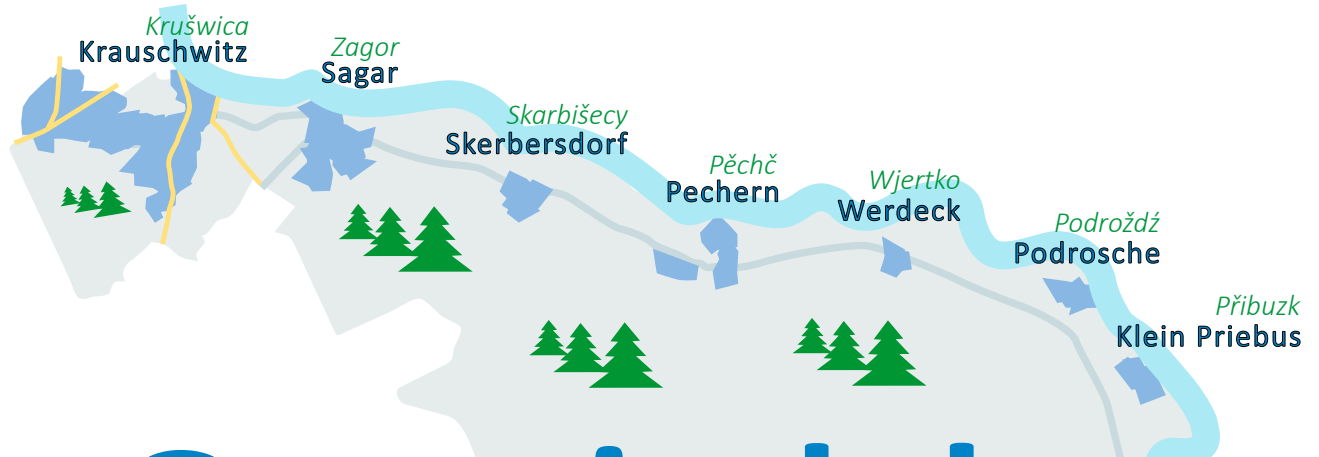 Krušwica
Krauschwitz
Zagor
Sagar
Skarbišecy
Skerbersdorf
Pěchč
Pechern
Wjertko
Werdeck
Podroždź
Podrosche
Přibuzk
Klein Priebus